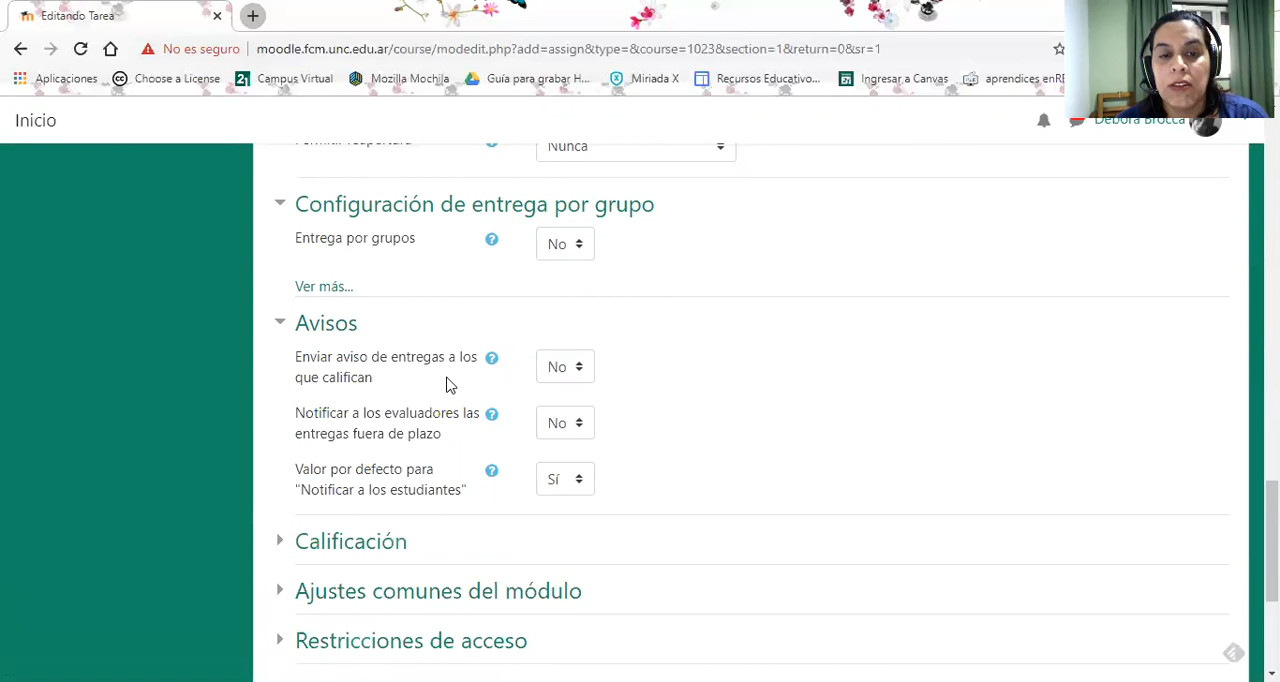 Editando Tarea
No es seguro
moodle.fcm.unc.edu.ar/course/modedit.php?add=assign&type=&course=1023&section=1&return=0&sr=1
Aplicaciones
Choose a License
Campus Virtual
Mozilla Mochila
Guía para grabar H...
Miriada X
Recursos Educativo...
Ingresar a Canvas
aprendices enRE
Inicio
Nunca
Configuración de entrega por grupo
Entrega por grupos
No
Ver más...
Avisos
Enviar aviso de entregas a los
que califican
No
Notificar a los evaluadores las
entregas fuera de plazo
No
Valor por defecto para
"Notificar a los estudiantes"
Sí
Calificación
Ajustes comunes del módulo
Restricciones de acceso